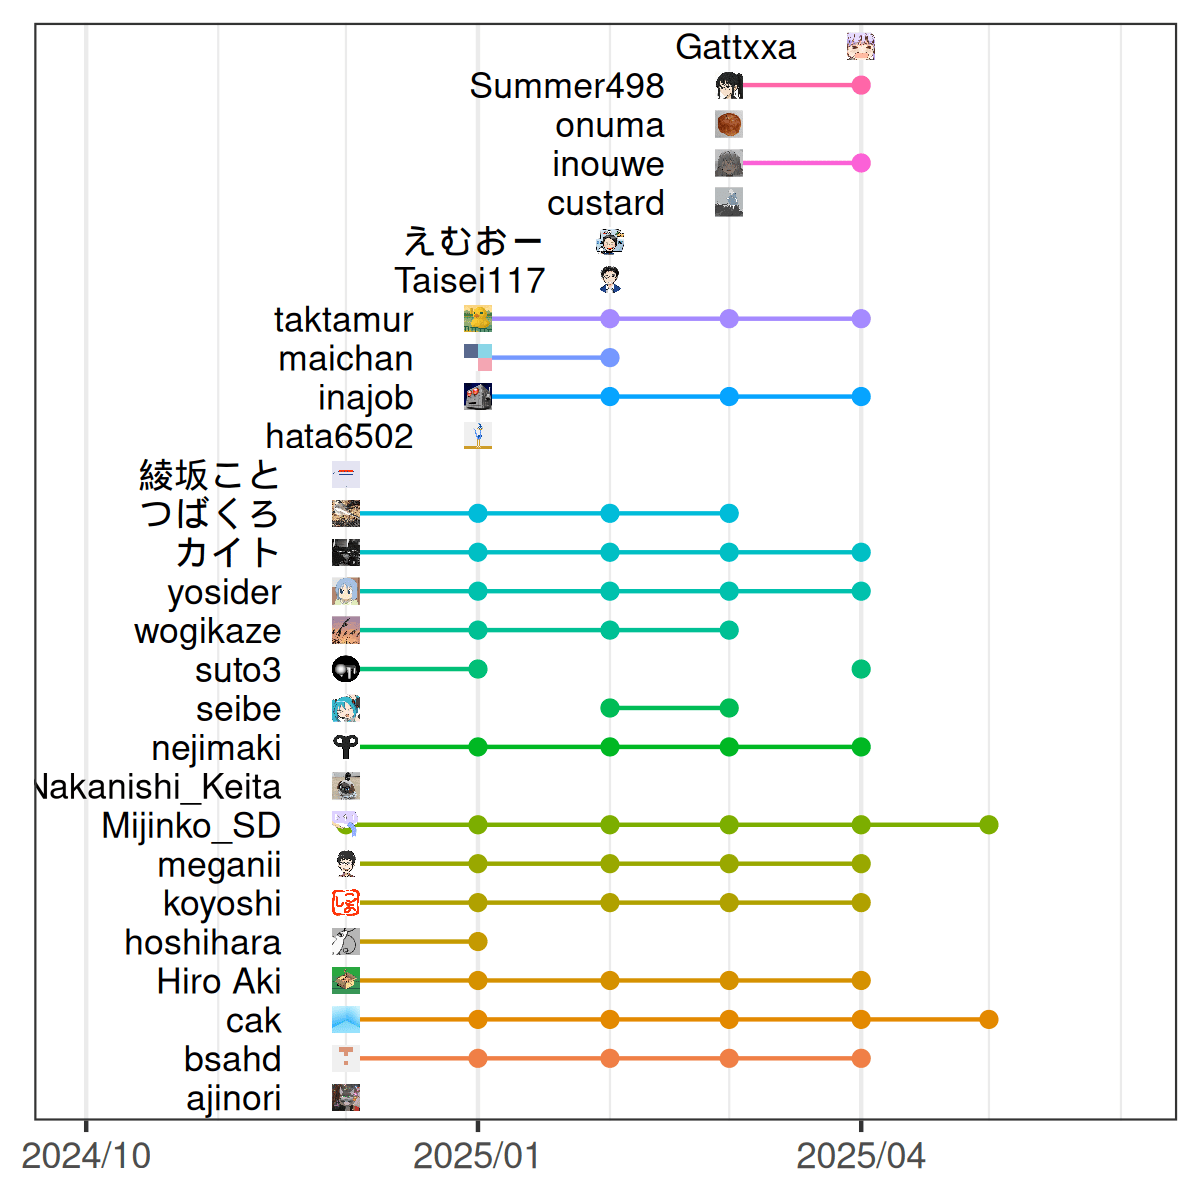 Gattxxa
Summer498
onuma
inouwe
custard
えむおー
Taisei117
taktamur
maichan
inajob
hata6502
綾坂こと
つばくろ
カイト
yosider
wogikaze
suto3
seibe
nejimaki
Nakanishi_Keita
Mijinko_SD
meganii
koyoshi
hoshihara
Hiro Aki
cak
bsahd
ajinori
2024/10 2025/01 2025/04